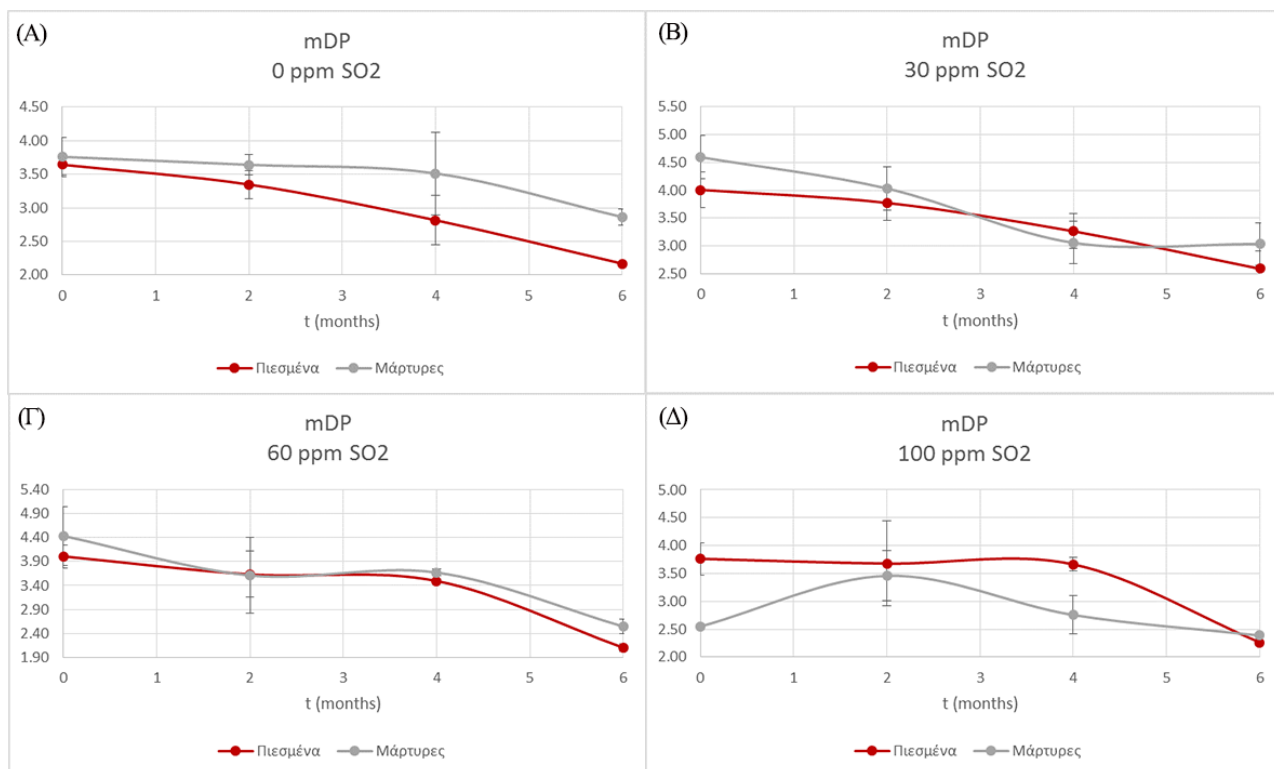 (Α)
mDP
0 ppm SO2
4.50
4.00
3.50
3.00
2.50
2.00
0 1 2 3 4 5 6
t (months)
Πιεσμένα Μάρτυρες
(Β)
mDP
30 ppm SO2
5.50
5.00
4.50
4.00
3.50
3.00
2.50
0 1 2 3 4 5 6
t (months)
Πιεσμένα Μάρτυρες
(Γ)
mDP
60 ppm SO2
5.40
4.90
4.40
3.90
3.40
2.90
2.40
1.90
0 1 2 3 4 5 6
t (months)
Πιεσμένα Μάρτυρες
(Δ)
mDP
100 ppm SO2
5.00
4.50
4.00
3.50
3.00
2.50
2.00
0 1 2 3 4 5 6
t (months)
Πιεσμένα Μάρτυρες